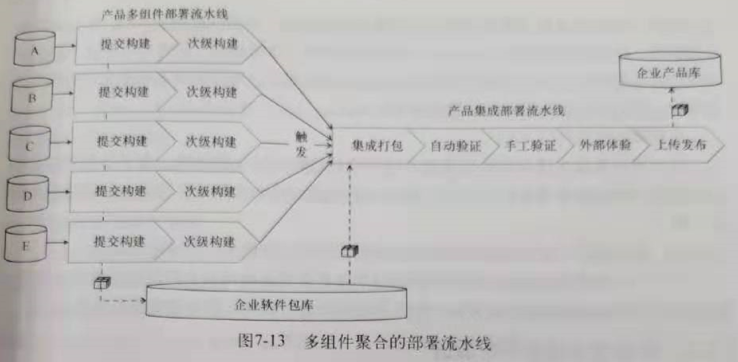 产品多组件部署流水线
A
提交构建
次级构建
B
提交构建
次级构建
C
提交构建
次级构建
D
提交构建
次级构建
E
提交构建
次级构建
触发
企业产品库
产品集成部署流水线
集成打包
自动验证
手工验证
外部体验
上传发布
企业软件包库
图7-13 多组件聚合的部署流水线